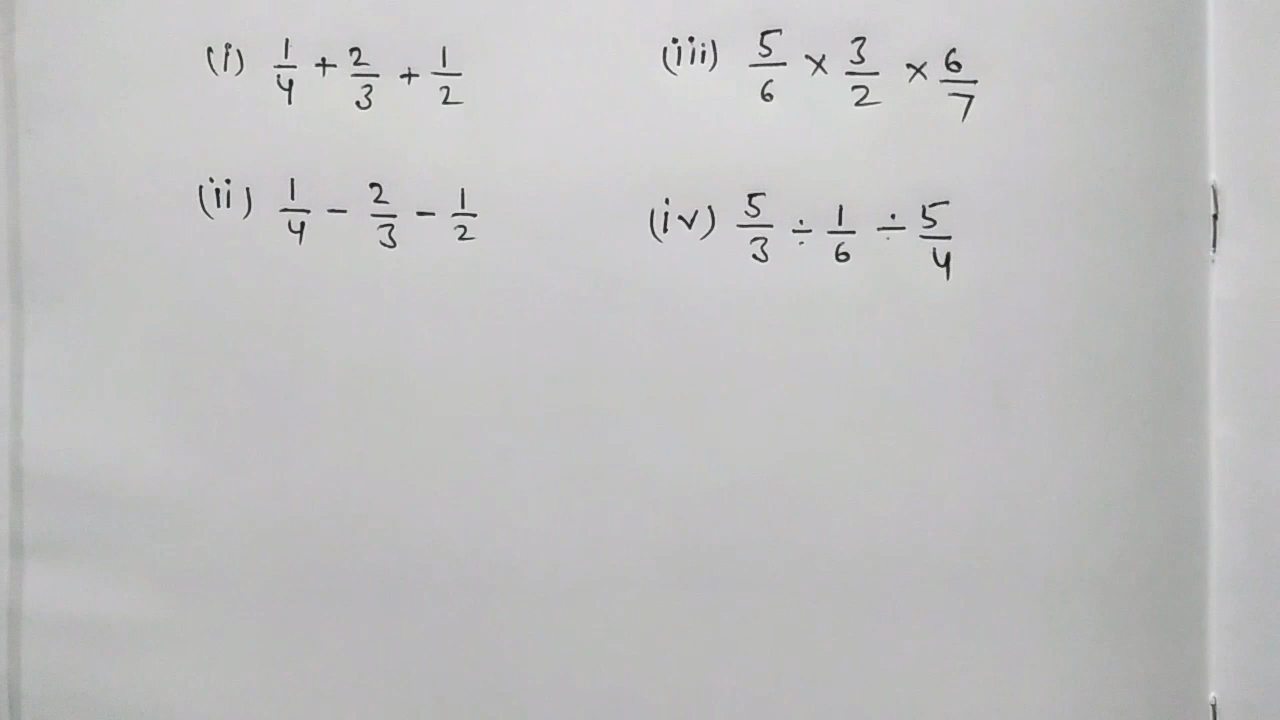 (i) 1/4 + 2/3 + 1/2
(ii) 1/4 - 2/3 - 1/2
(iii) 5/6 × 3/2 × 6/7
(iv) 5/3 ÷ 1/6 ÷ 5/4